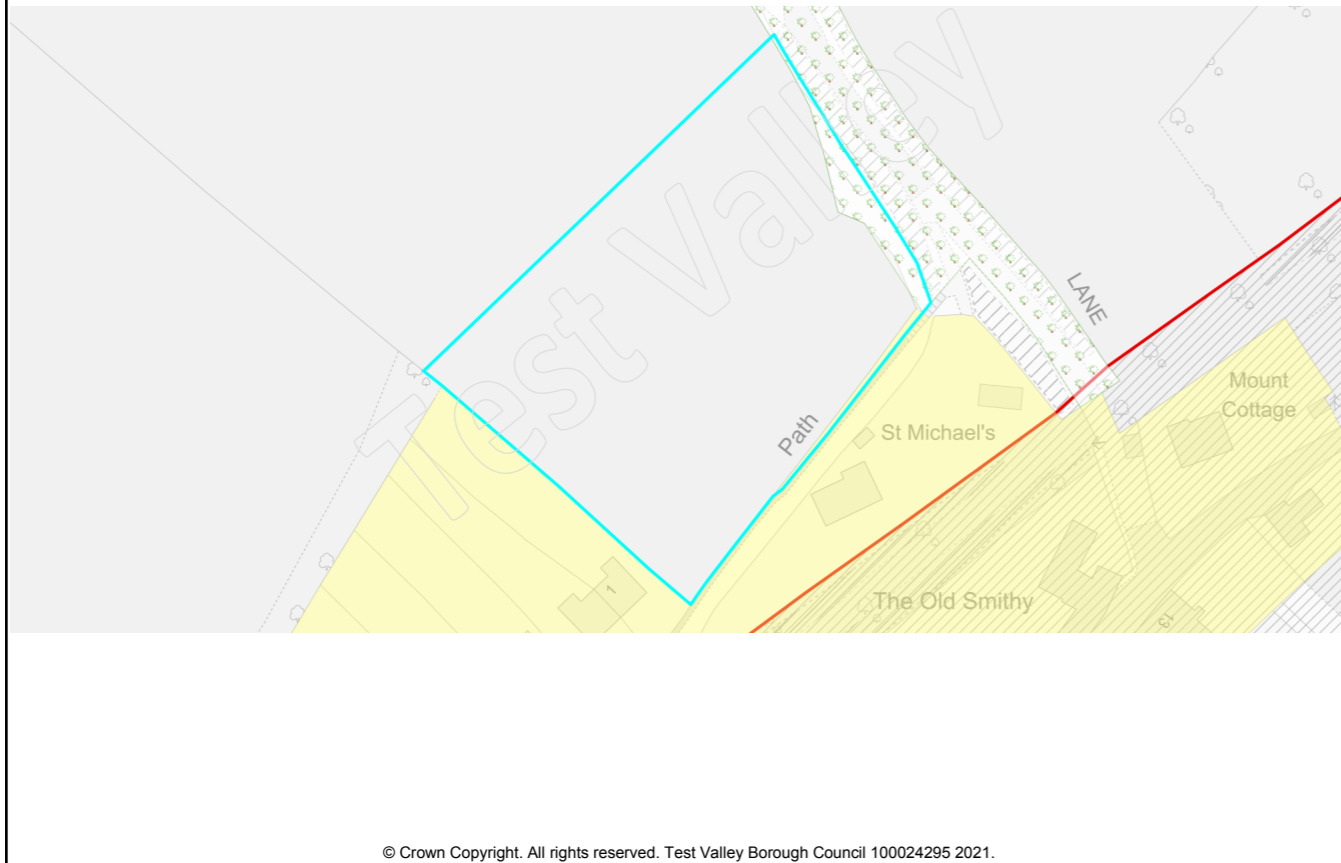 Test Valley
LANE
Mount
Cottage
Path
St Michael's
1
The Old Smithy
13
© Crown Copyright. All rights reserved. Test Valley Borough Council 100024295 2021.